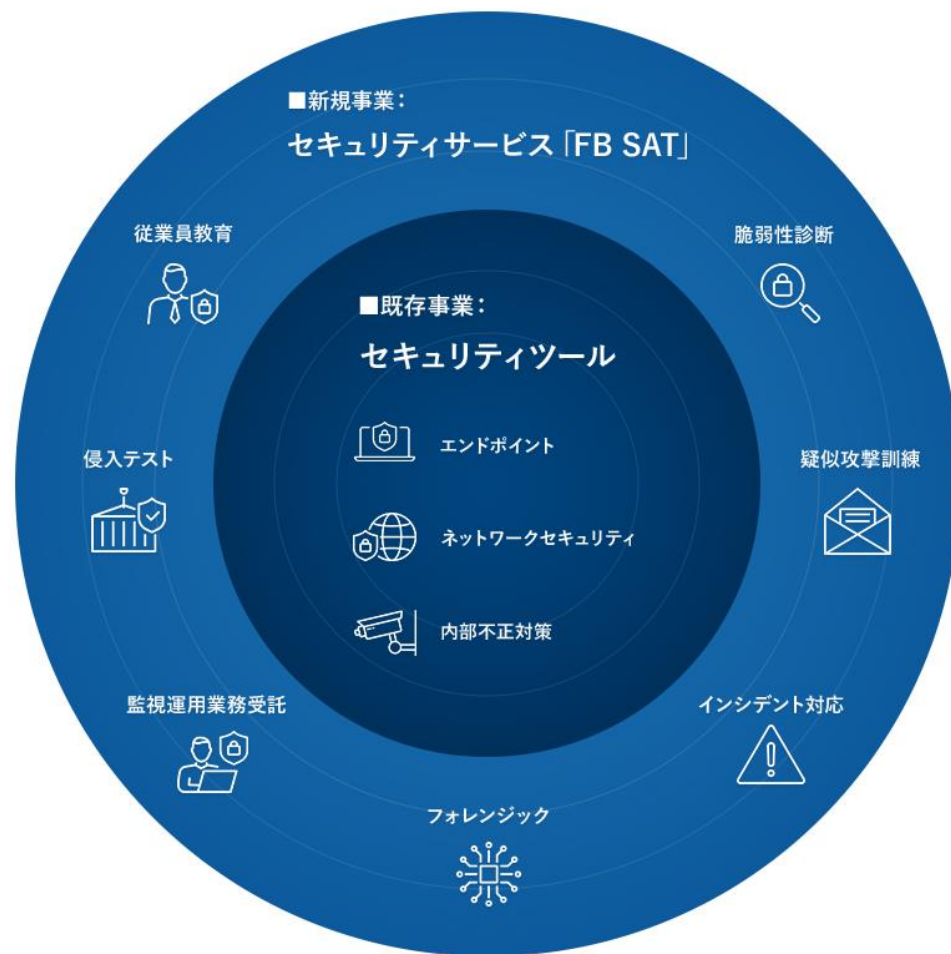 ■新規事業：
セキュリティサービス「FB SAT」
従業員教育
脆弱性診断
■既存事業：
セキュリティツール
エンドポイント
侵入テスト
疑似攻撃訓練
ネットワークセキュリティ
内部不正対策
監視運用業務受託
インシデント対応
フォレンジック